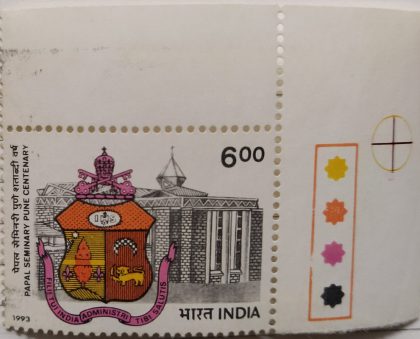 6.00
पेपल सेमिनरी पुणे शताब्दी वर्ष
PAPAL SEMINARY PUNE CENTENARY
FILII TUI INDIA ADMINISTRI TIBI SALUTIS
1993
भारत INDIA